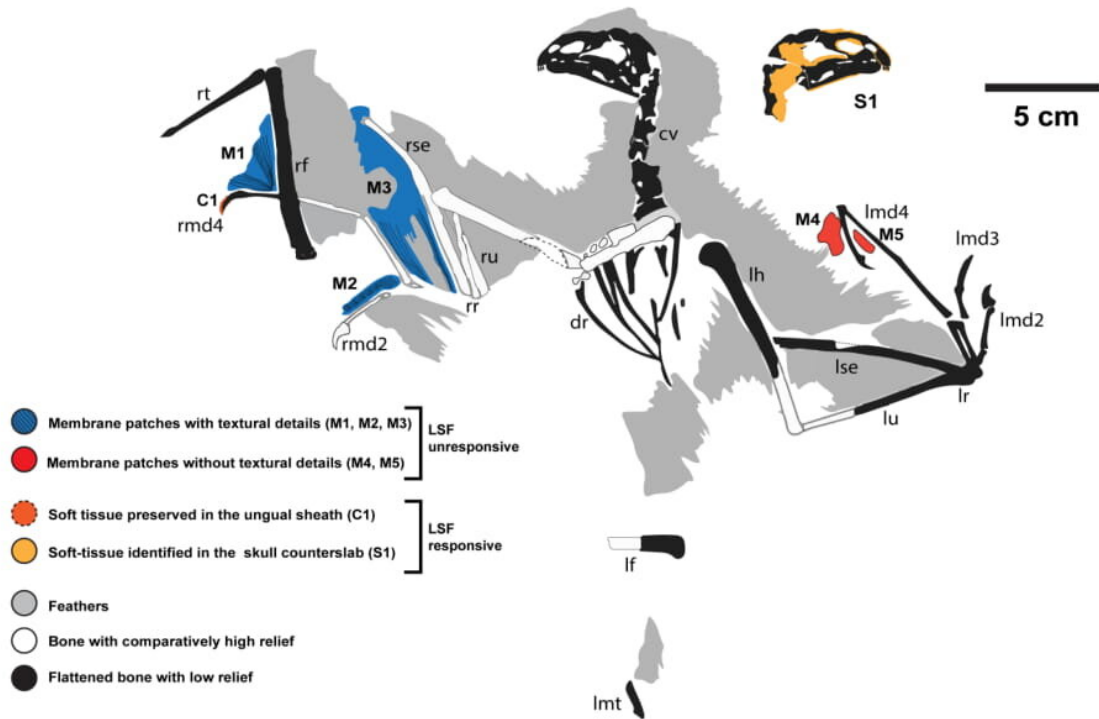 rt
M1
rf
C1
rmd4
M3
rse
M2
rmd2
ru
rr
cv
dr
S1
5 cm
M4
lmd4
M5
lmd3
lmd2
lh
lse
lr
lu
Membrane patches with textural details (M1, M2, M3)
Membrane patches without textural details (M4, M5)
LSF
unresponsive
Soft tissue preserved in the ungual sheath (C1)
Soft-tissue identified in the skull counterslab (S1)
LSF
responsive
Feathers
Bone with comparatively high relief
Flattened bone with low relief
lf
lmt